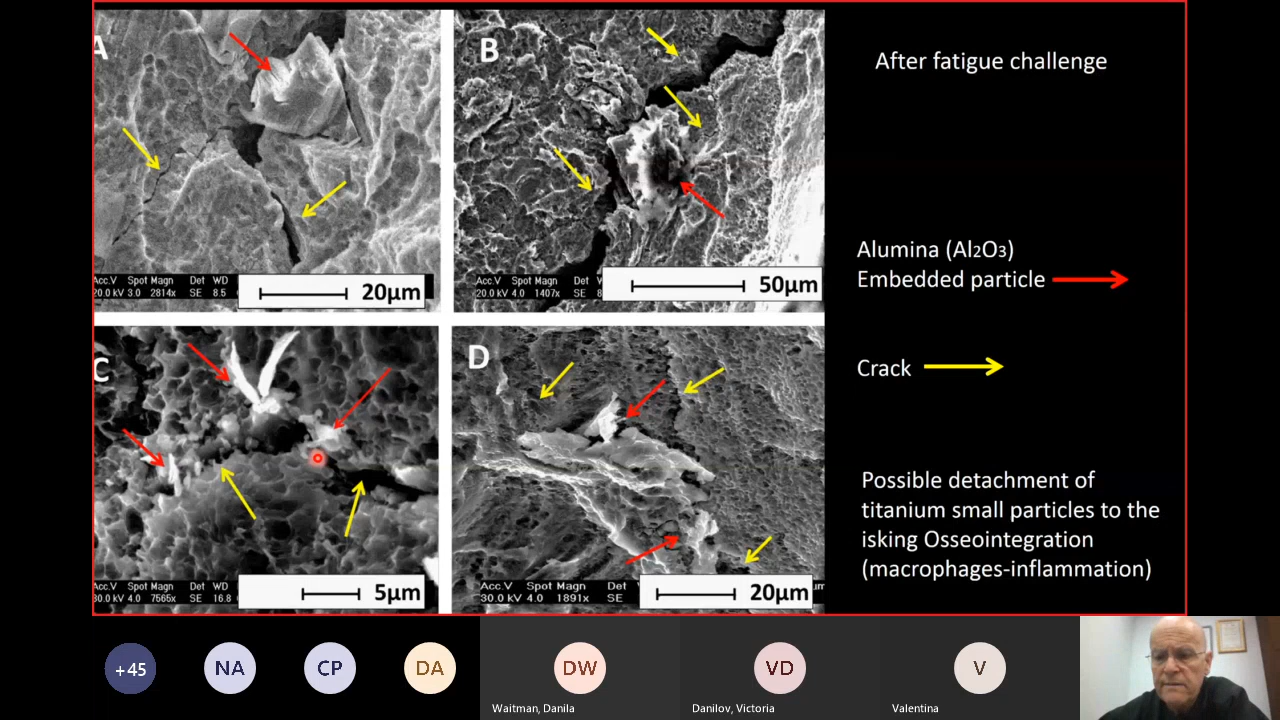 A
Acc.V Spot Magn Det WD
20.0 kV 3.0 2814x SE 8.5
20μm
B
Acc.V Spot Magn Det
20.0 kV 4.0 1407x SE
50μm
After fatigue challenge
Alumina (Al2O3)
Embedded particle
Crack
C
Acc.V Spot Magn Det WD
30.0 kV 4.0 7565x SE 16.8
5μm
D
Acc.V Spot Magn Det
30.0 kV 4.0 1891x SE
20μm
Possible detachment of
titanium small particles to the
isking Osseointegration
(macrophages-inflammation)
+45
NA
CP
DA
DW
VD
V
Waitman, Danila
Danilov, Victoria
Valentina